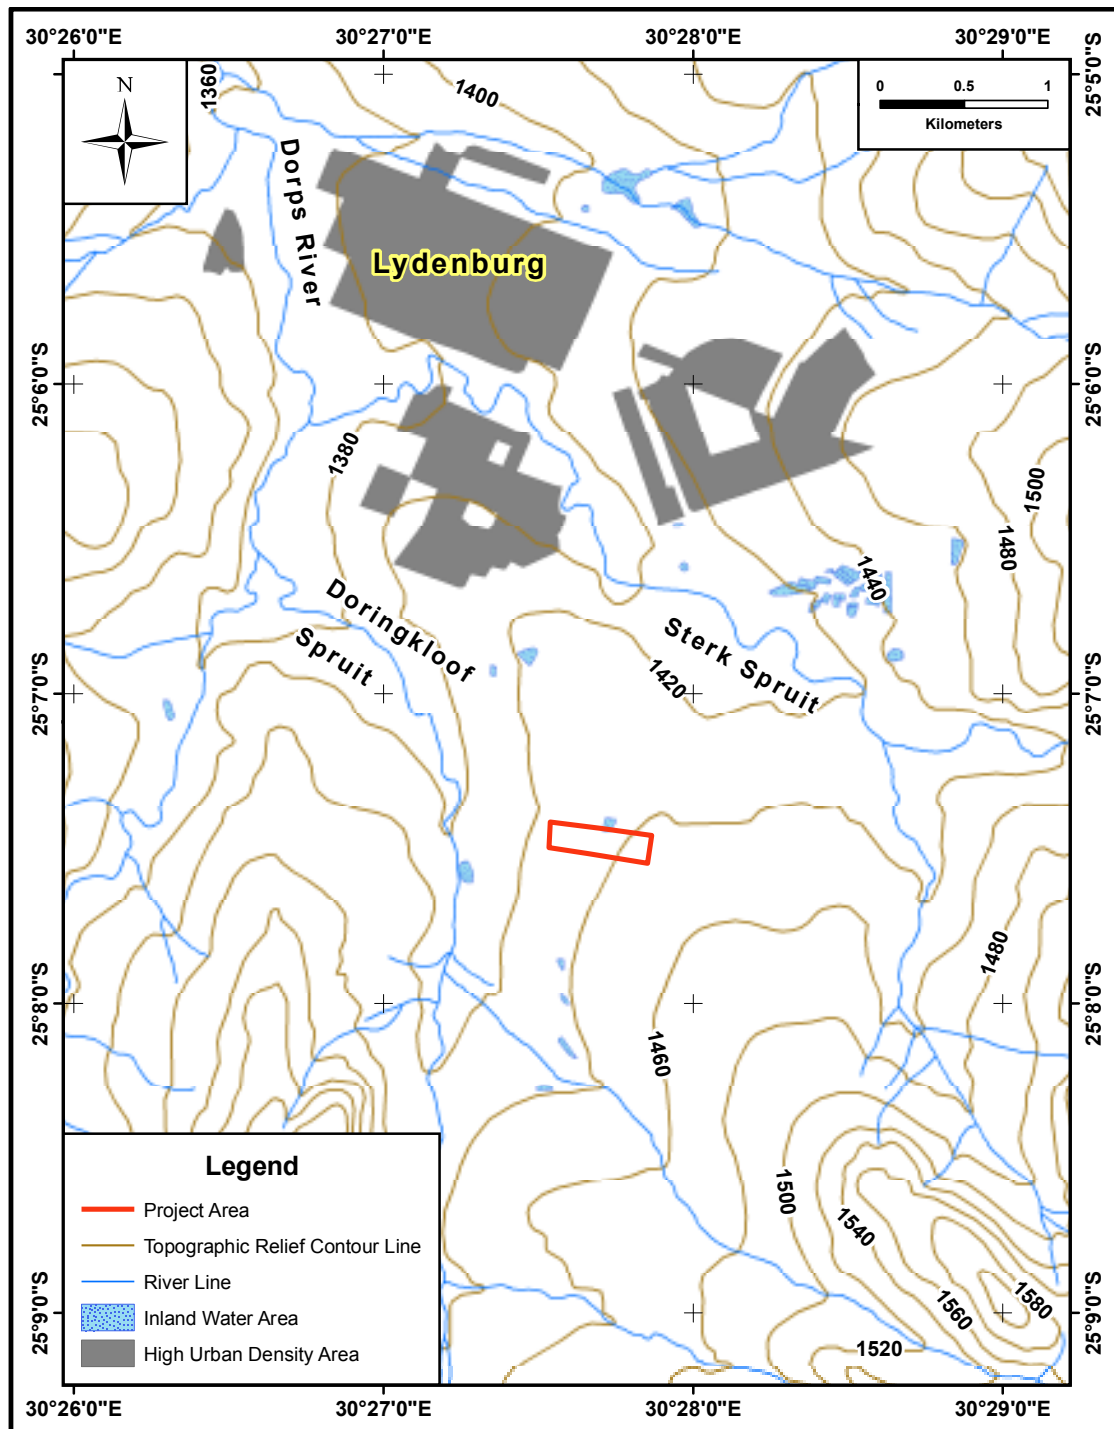 30°26'0"E 30°27'0"E 30°28'0"E 30°29'0"E
N
0 0.5 1
Kilometers
25°5'0"S
1360
1400
Dorps River
Lydenburg
25°6'0"S 25°6'0"S
1380
1500
1480
1440
Doringkloof
Spruit
Sterk Spruit
1420
25°7'0"S 25°7'0"S
1480
25°8'0"S 25°8'0"S
1460
1500
1540
1560
1580
1520
25°9'0"S 25°9'0"S
Legend
Project Area
Topographic Relief Contour Line
River Line
Inland Water Area
High Urban Density Area
30°26'0"E 30°27'0"E 30°28'0"E 30°29'0"E